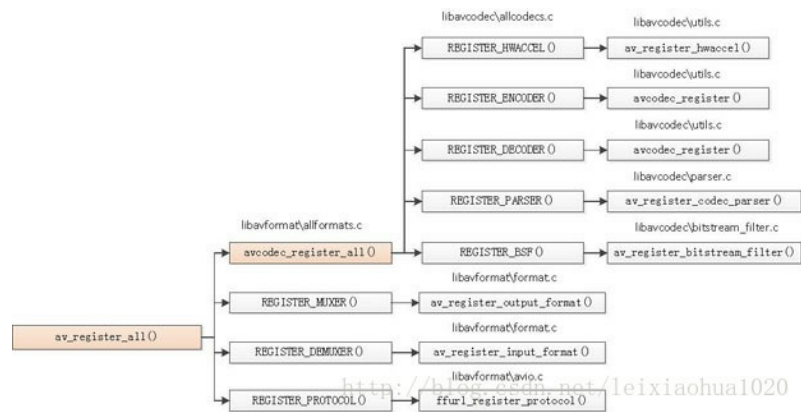 libavcodec\allcodecs.c
libavcodec\utils.c
REGISTER_HWACCEL()
av_register_hwaccel()
libavcodec\utils.c
REGISTER_ENCODER()
avcodec_register()
libavcodec\utils.c
REGISTER_DECODER()
avcodec_register()
libavcodec\parser.c
REGISTER_PARSER()
av_register_codec_parser()
libavformat\allformats.c
libavcodec\bitstream_filter.c
avcodec_register_all()
REGISTER_BSF()
av_register_bitstream_filter()
libavformat\format.c
REGISTER_MUXER()
av_register_output_format()
libavformat\format.c
av_register_all()
REGISTER_DEMUXER()
av_register_input_format()
libavformat\avio.c
REGISTER_PROTOCOL()
ffurl_register_protocol()
http://blog.csdn.net/leixiaohua1020